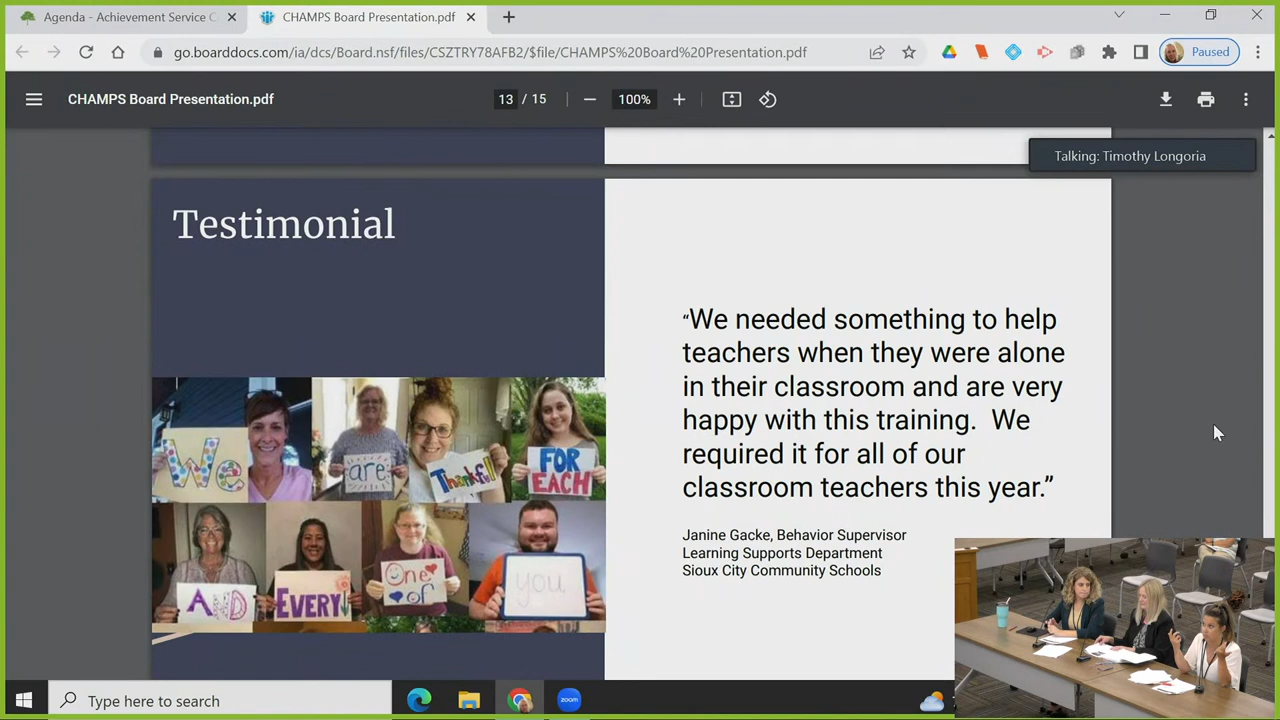 Agenda - Achievement Service C
CHAMPS Board Presentation.pdf
go.boarddocs.com/ia/dcs/Board.nsf/files/CSZTRY78AFB2/$file/CHAMPS%20Board%20Presentation.pdf
Paused
CHAMPS Board Presentation.pdf
13 / 15
100%
Talking: Timothy Longoria
Testimonial
We
are
Thankful
FOR
EACH
AND
EVERY
One
of
you
“We needed something to help
teachers when they were alone
in their classroom and are very
happy with this training. We
required it for all of our
classroom teachers this year.”
Janine Gacke, Behavior Supervisor
Learning Supports Department
Sioux City Community Schools
Type here to search
zoom